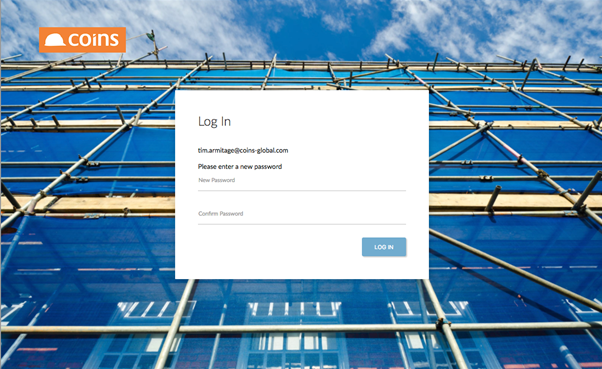 coins
Log In
tim.armitage@coins-global.com
Please enter a new password
New Password
Confirm Password
LOG IN